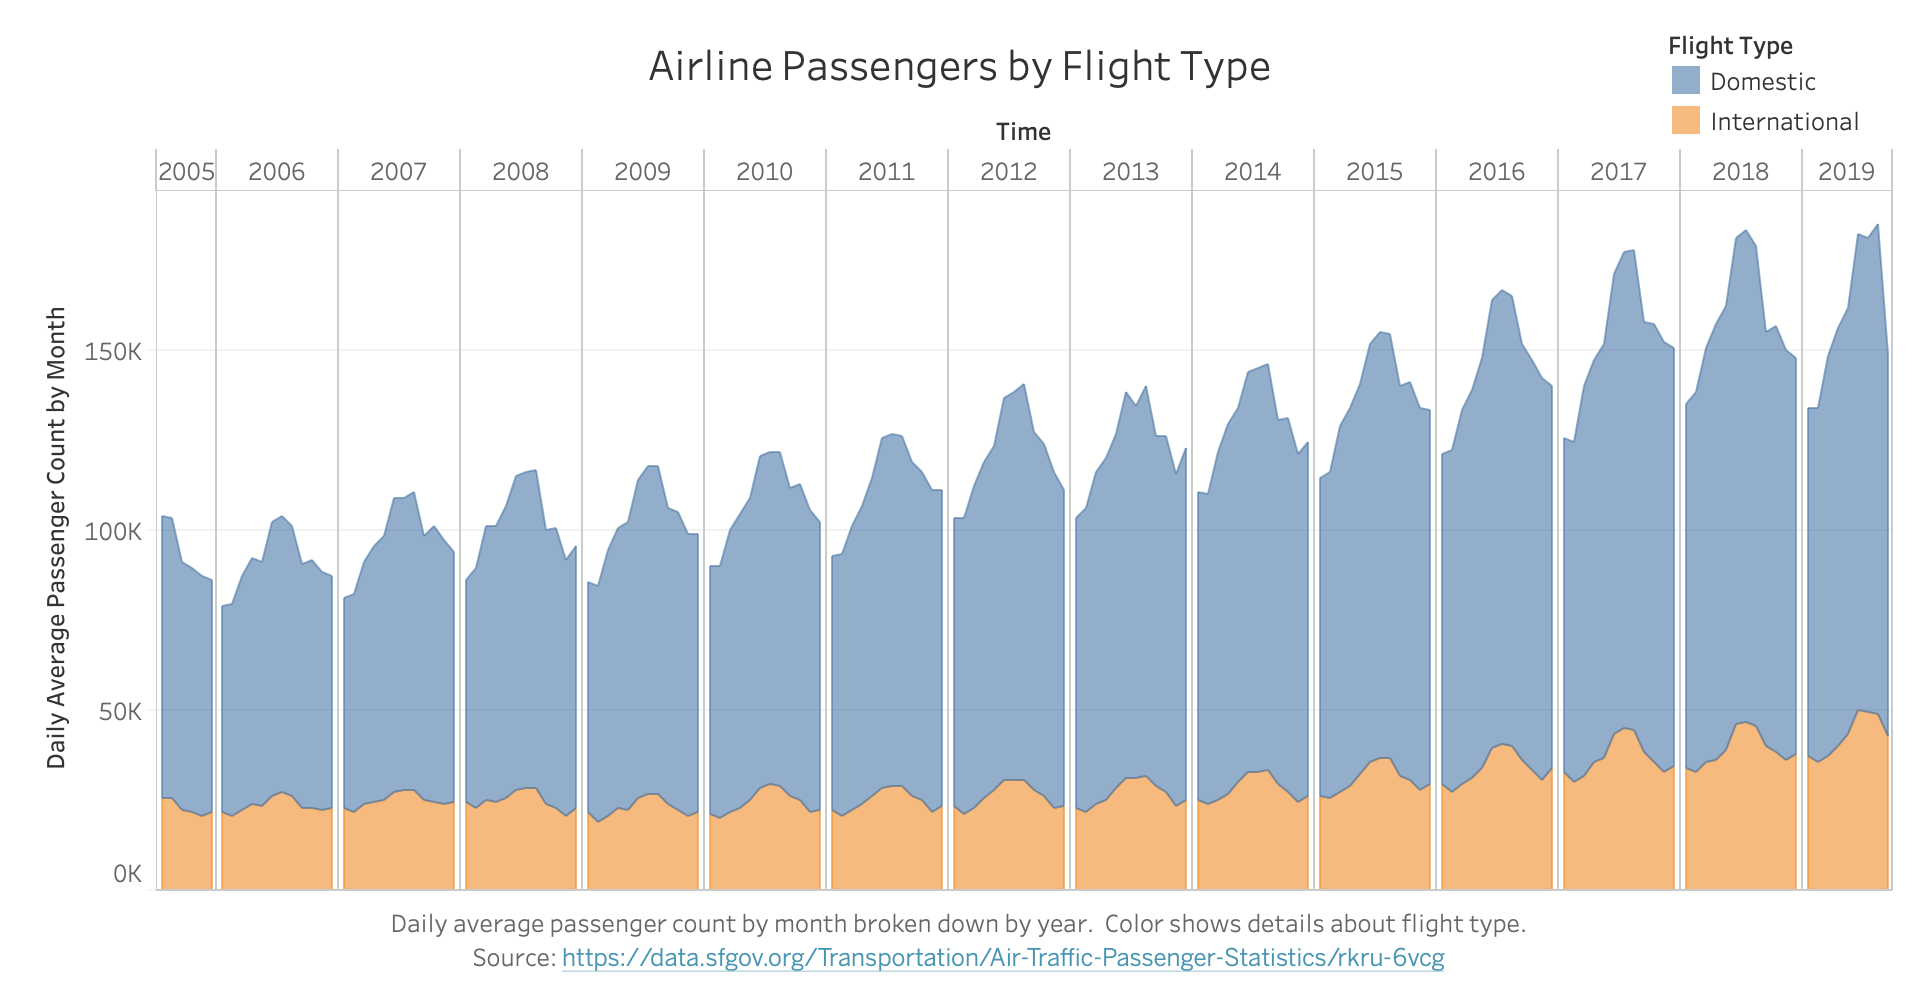 Airline Passengers by Flight Type
Flight Type
Domestic
International
Time
2005 2006 2007 2008 2009 2010 2011 2012 2013 2014 2015 2016 2017 2018 2019
Daily Average Passenger Count by Month
150K
100K
50K
0K
Daily average passenger count by month broken down by year. Color shows details about flight type.
Source: https://data.sfgov.org/Transportation/Air-Traffic-Passenger-Statistics/rkru-6vcg